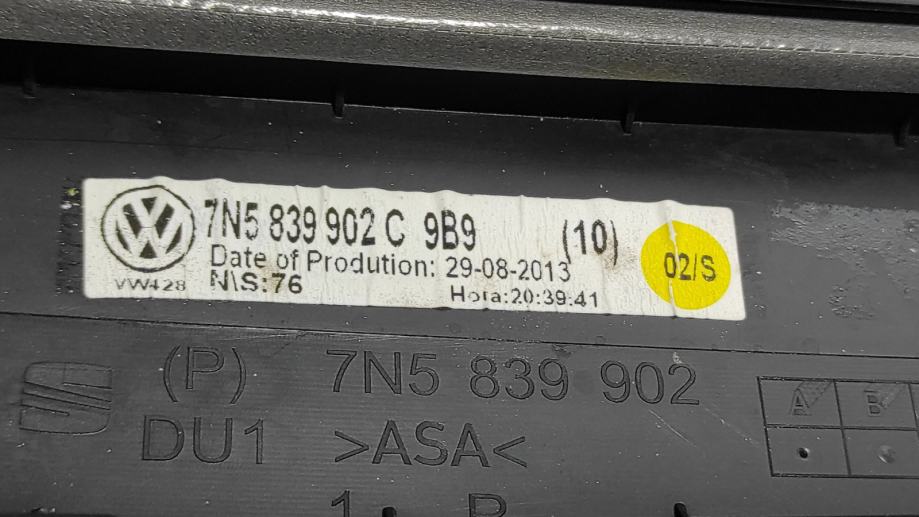 7N5 839 902 C 9B9 (10)
Date of Prodution: 29-08-2013
02/S
VW428 N\S:76 Hora:20:39:41
(P) 7N5 839 902
A B
DU1 >ASA<